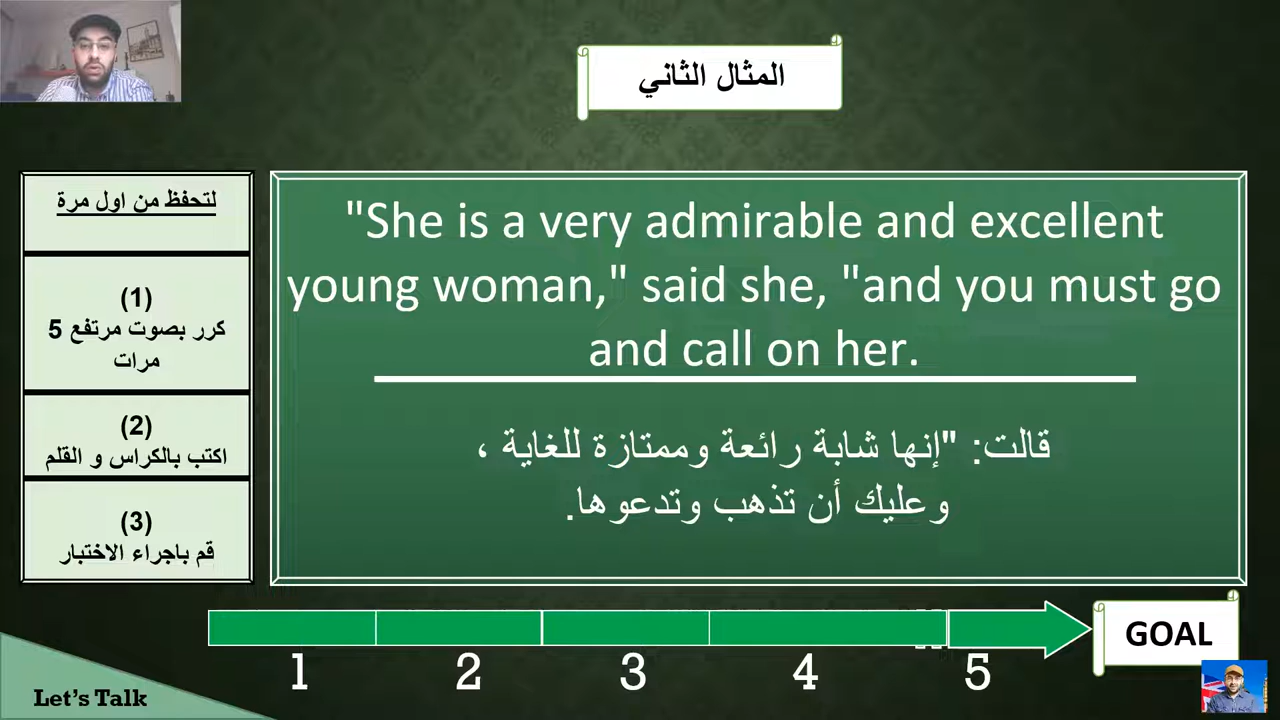 المثال الثاني
لتحفظ من اول مرة
(1)
كرر بصوت مرتفع 5
مرات
(2)
اكتب بالكراس و القلم
(3)
قم باجراء الاختبار
"She is a very admirable and excellent
young woman," said she, "and you must go
and call on her.
قالت: "إنها شابة رائعة وممتازة للغاية ،
وعليك أن تذهب وتدعوها.
1 2 3 4 5
GOAL
Let's Talk